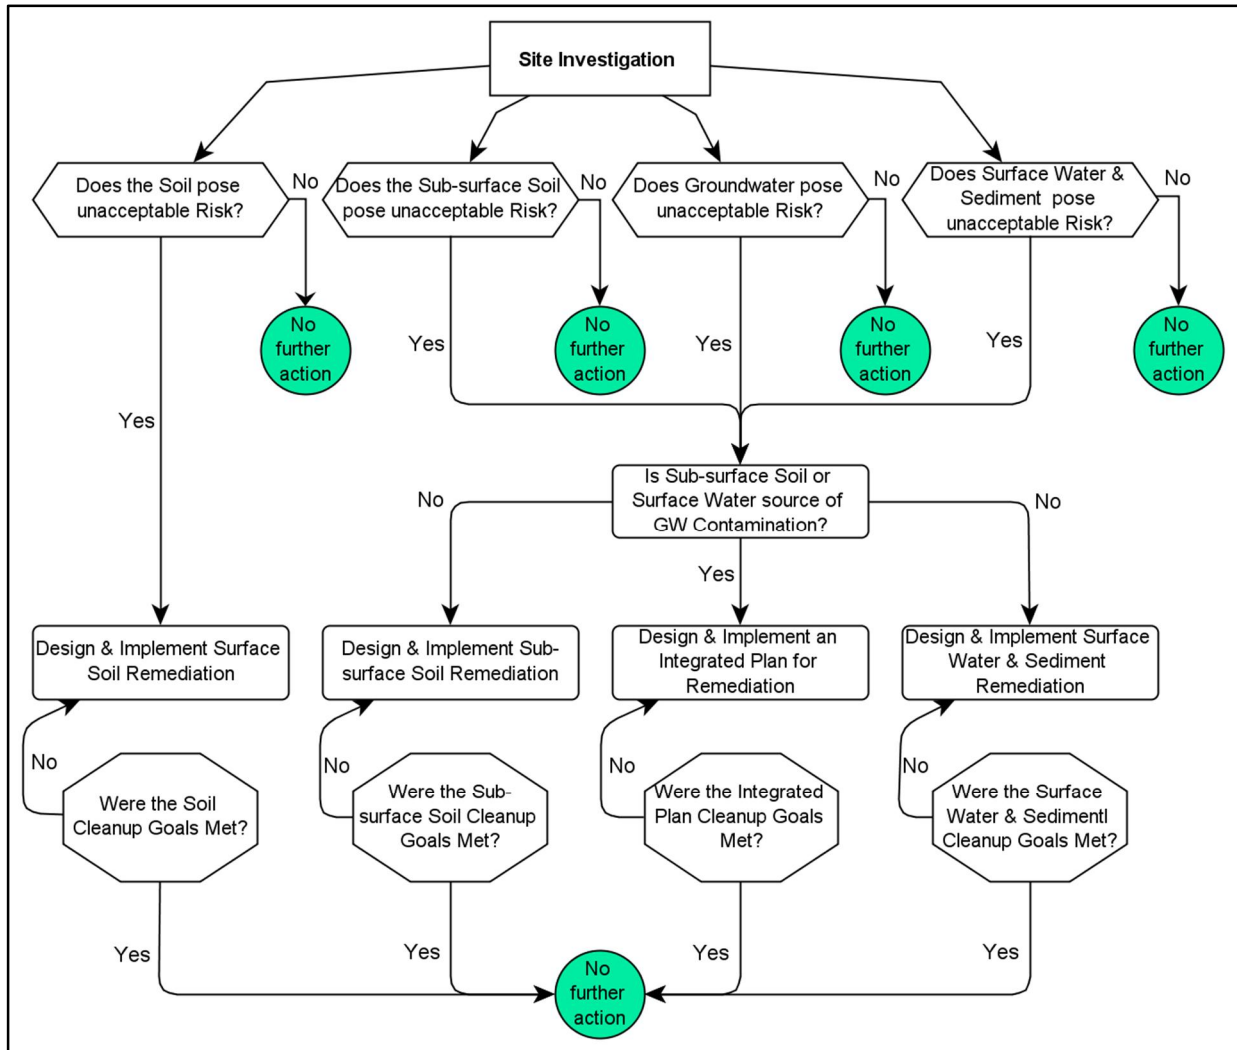 Site Investigation
Does the Soil pose
unacceptable Risk?
No
Does the Sub-surface Soil
pose unacceptable Risk?
No
Does Groundwater pose
unacceptable Risk?
No
Does Surface Water &
Sediment pose
unacceptable Risk?
No
No
further
action
No
further
action
No
further
action
No
further
action
Yes
Yes
Yes
Yes
Is Sub-surface Soil or
Surface Water source of
GW Contamination?
No
No
Yes
Design & Implement Surface
Soil Remediation
Design & Implement Sub-
surface Soil Remediation
Design & Implement an
Integrated Plan for
Remediation
Design & Implement Surface
Water & Sediment
Remediation
No
No
No
No
Were the Soil
Cleanup Goals Met?
Were the Sub-
surface Soil Cleanup
Goals Met?
Were the Integrated
Plan Cleanup Goals
Met?
Were the Surface
Water & Sedimentl
Cleanup Goals Met?
Yes
Yes
Yes
Yes
No
further
action